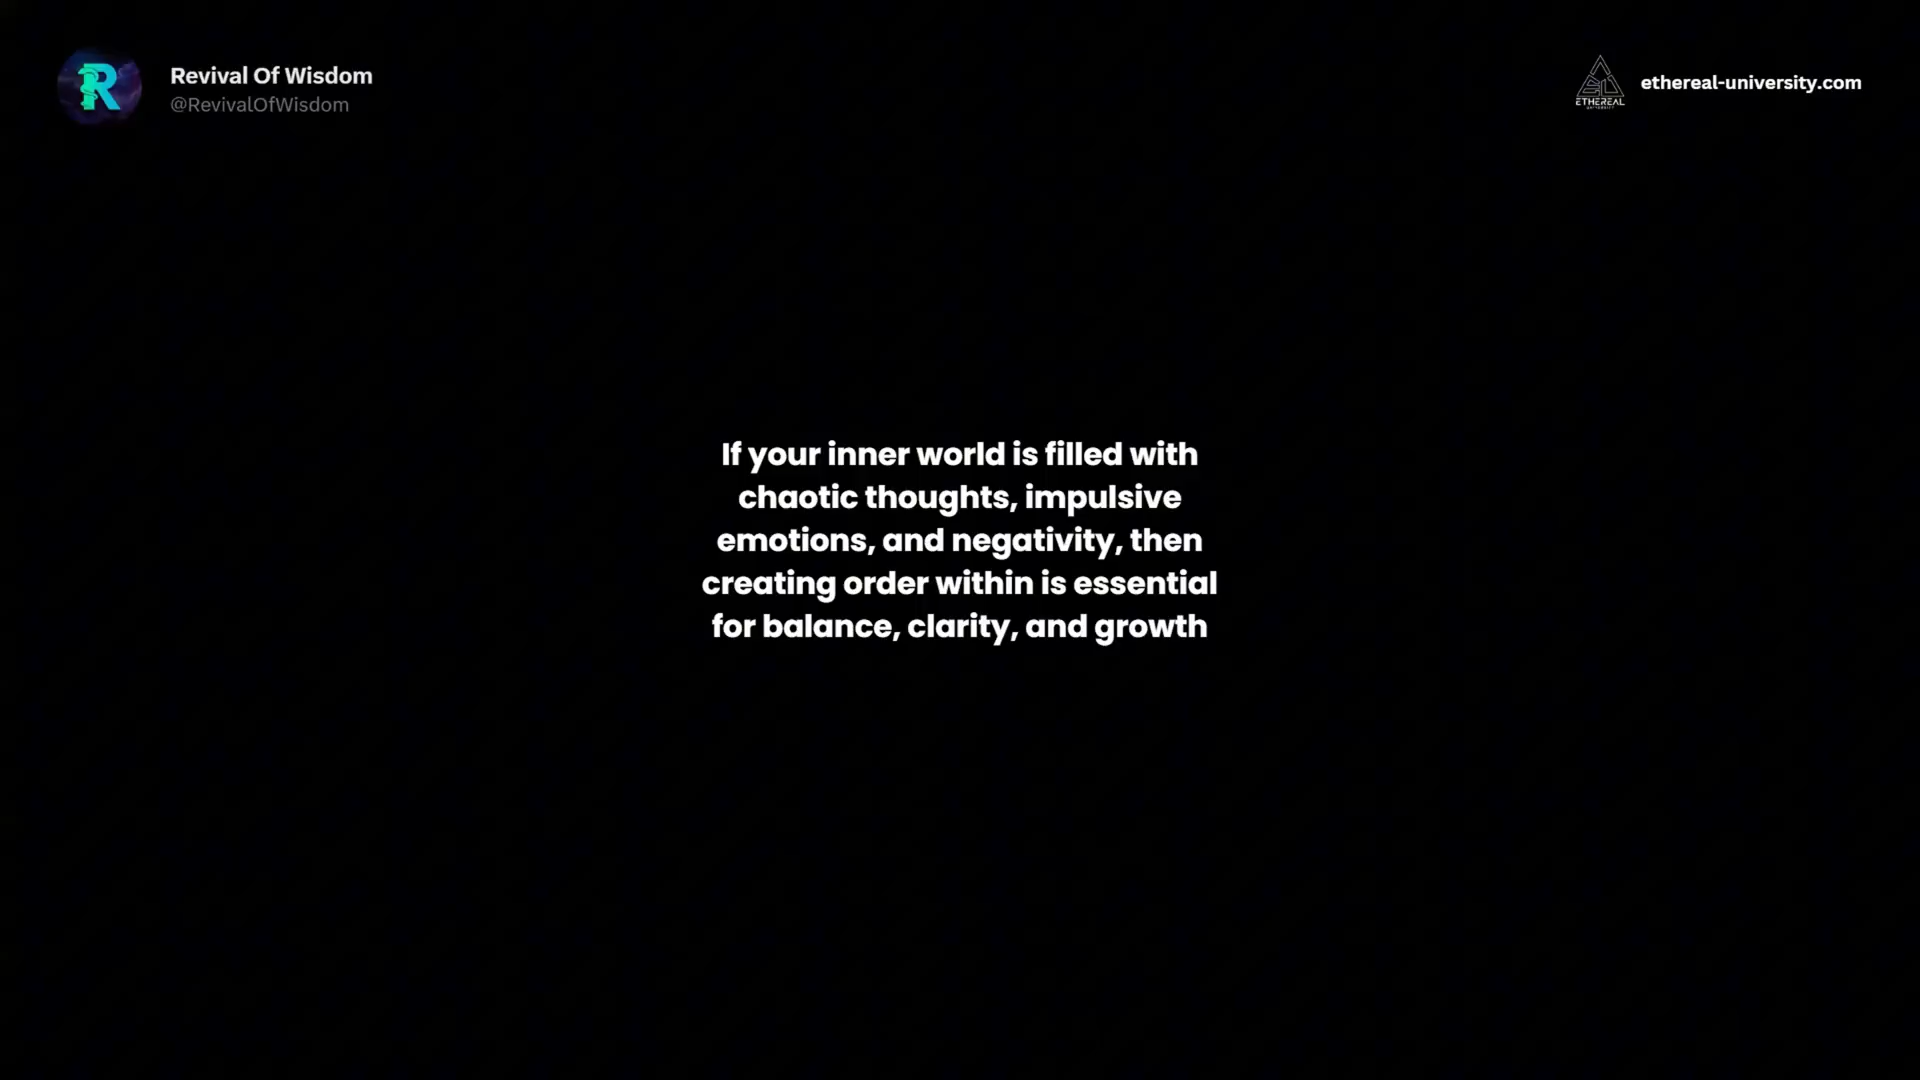 Revival Of Wisdom
@RevivalOfWisdom
R
ETHEREAL
ethereal-university.com
If your inner world is filled with
chaotic thoughts, impulsive
emotions, and negativity, then
creating order within is essential
for balance, clarity, and growth